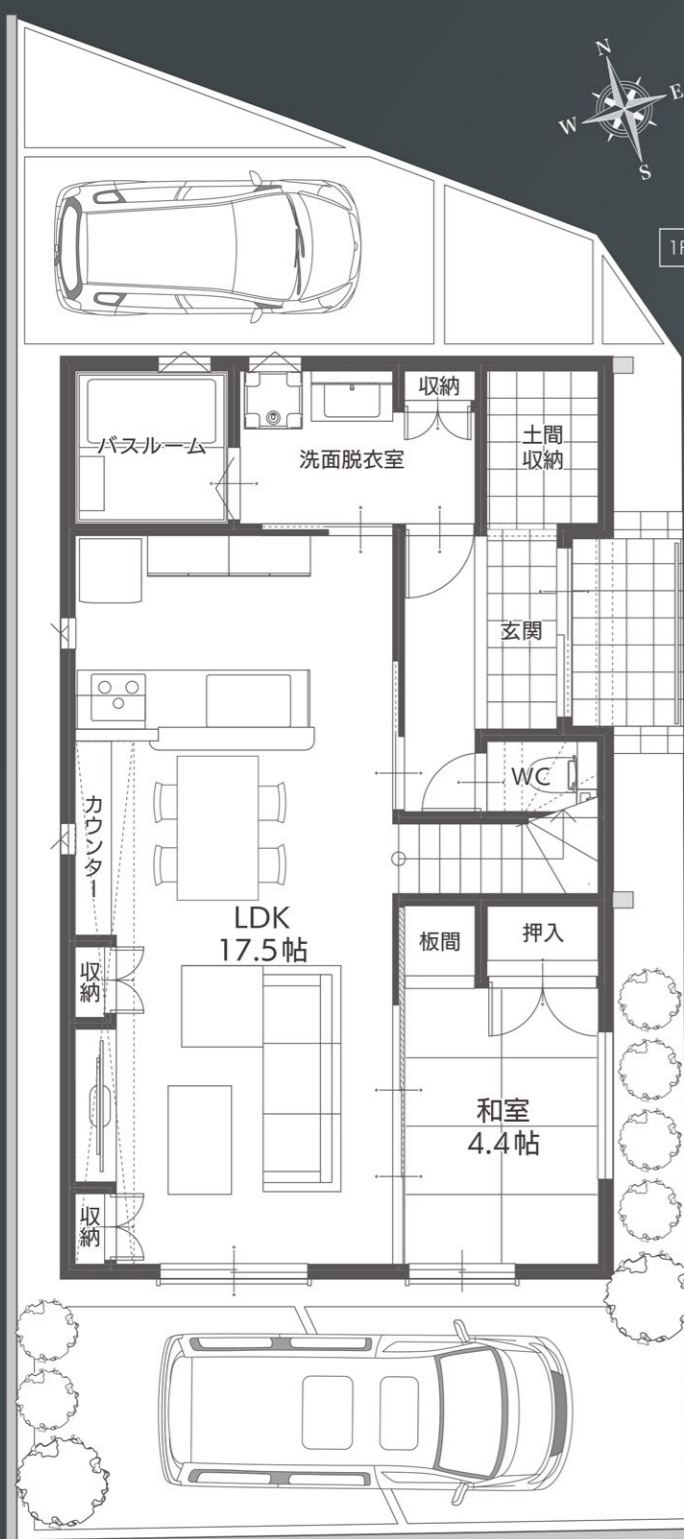 N
W
E
S
1F
収納
バスルーム
洗面脱衣室
土間
収納
玄関
WC
カウンター
LDK
17.5帖
板間
押入
収納
和室
4.4帖
収納